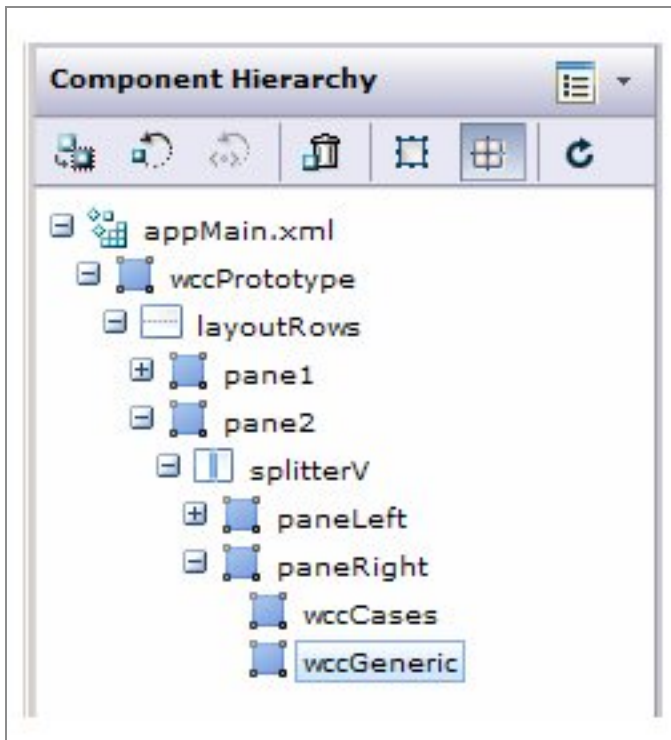 Component Hierarchy
appMain.xml
wccPrototype
layoutRows
pane1
pane2
splitterV
paneLeft
paneRight
wccCases
wccGeneric